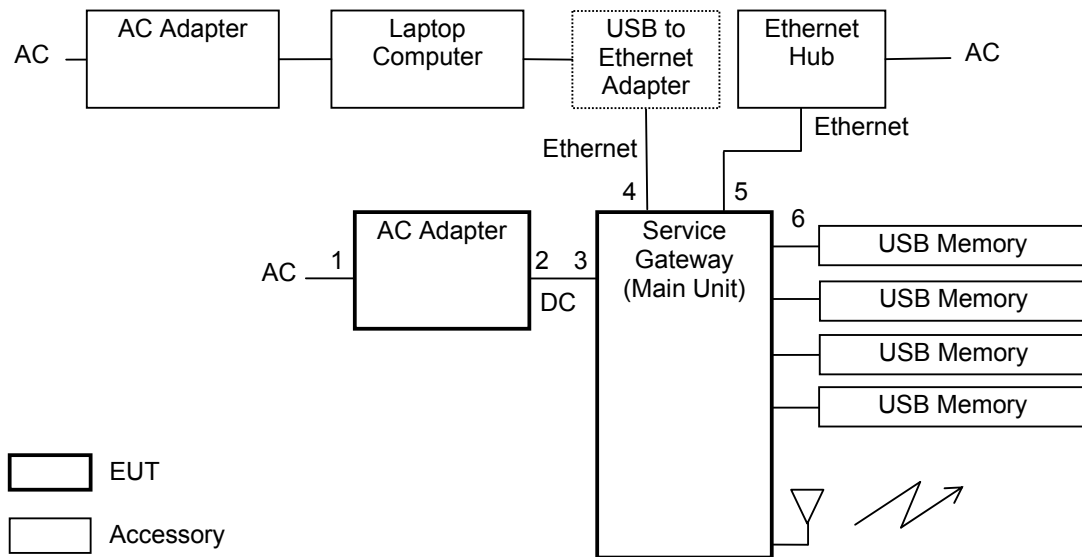 AC
AC Adapter
Laptop
Computer
USB to
Ethernet
Adapter
Ethernet
Hub
AC
Ethernet
Ethernet
4
5
AC
1
AC Adapter
2
3
DC
Service
Gateway
(Main Unit)
6
USB Memory
USB Memory
USB Memory
USB Memory
EUT
Accessory